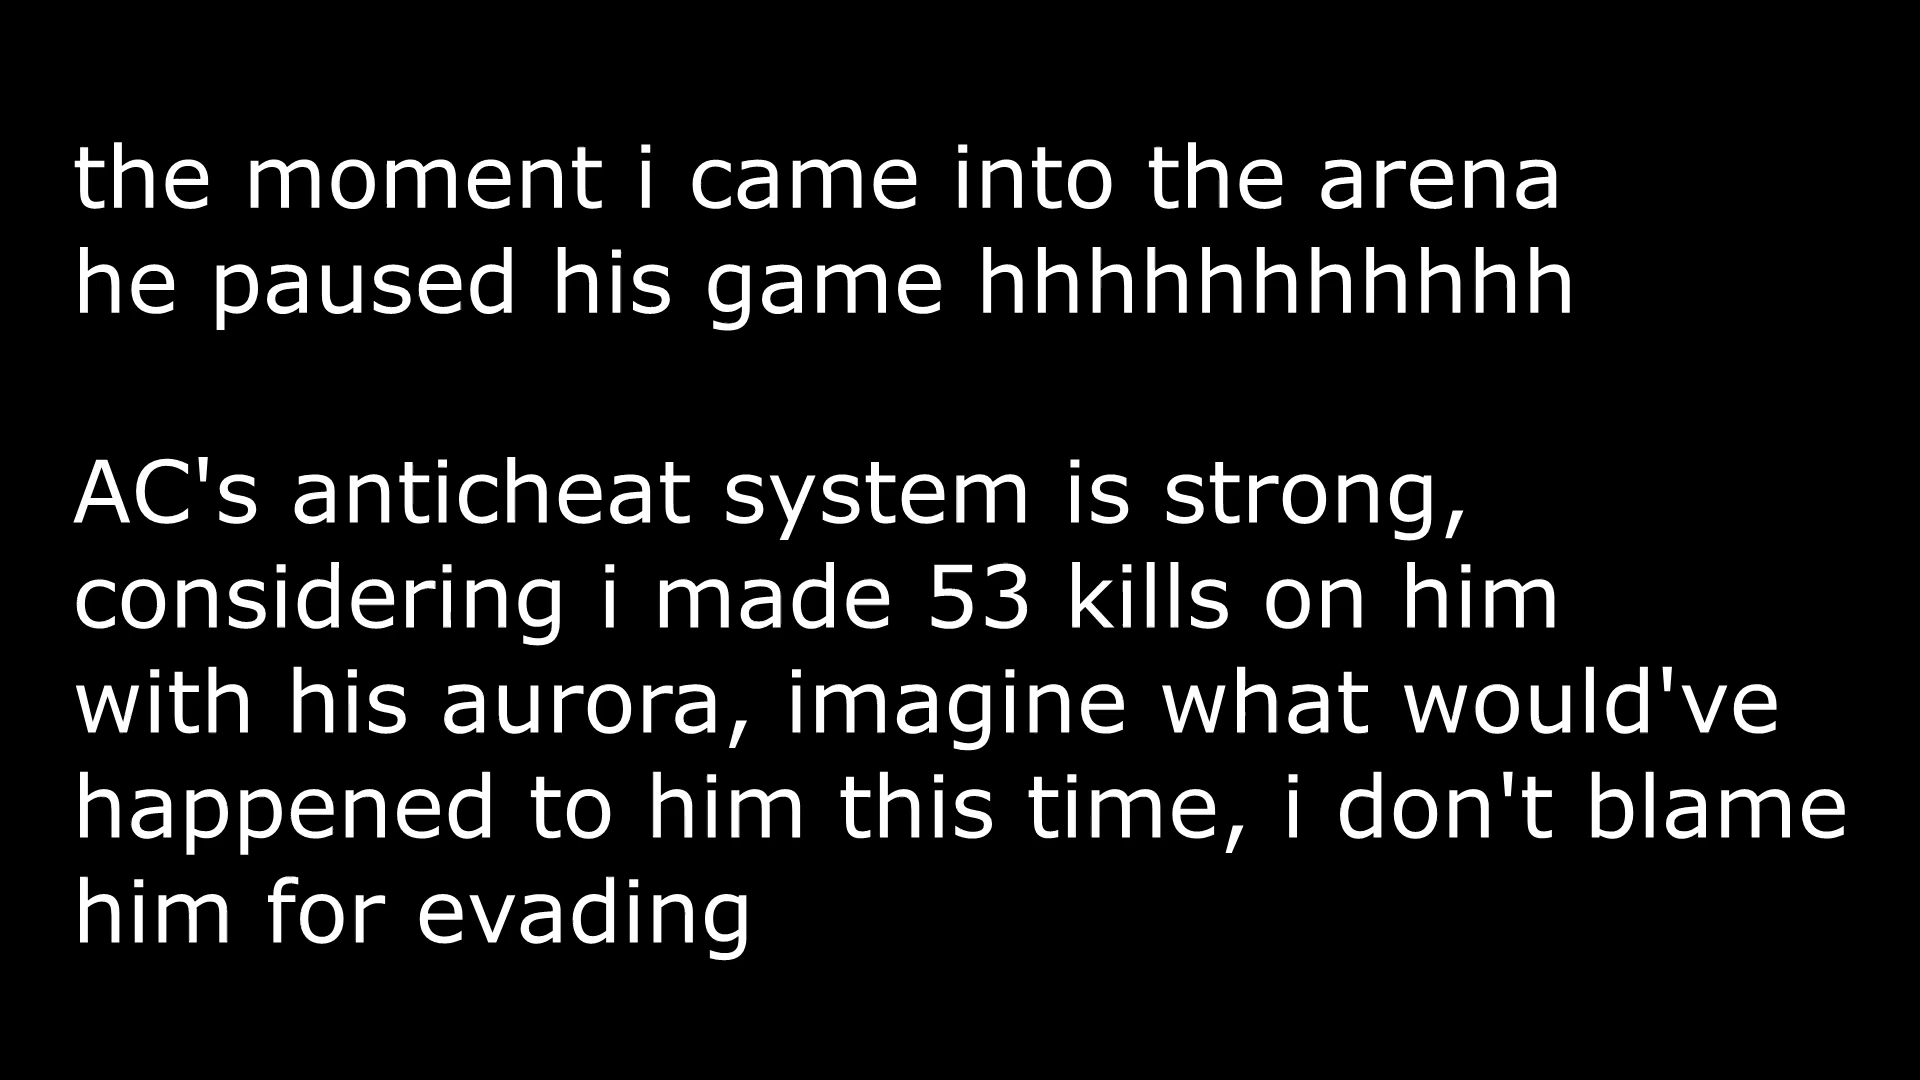 the moment i came into the arena
he paused his game hhhhhhhhhhh
AC's anticheat system is strong,
considering i made 53 kills on him
with his aurora, imagine what would've
happened to him this time, i don't blame
him for evading